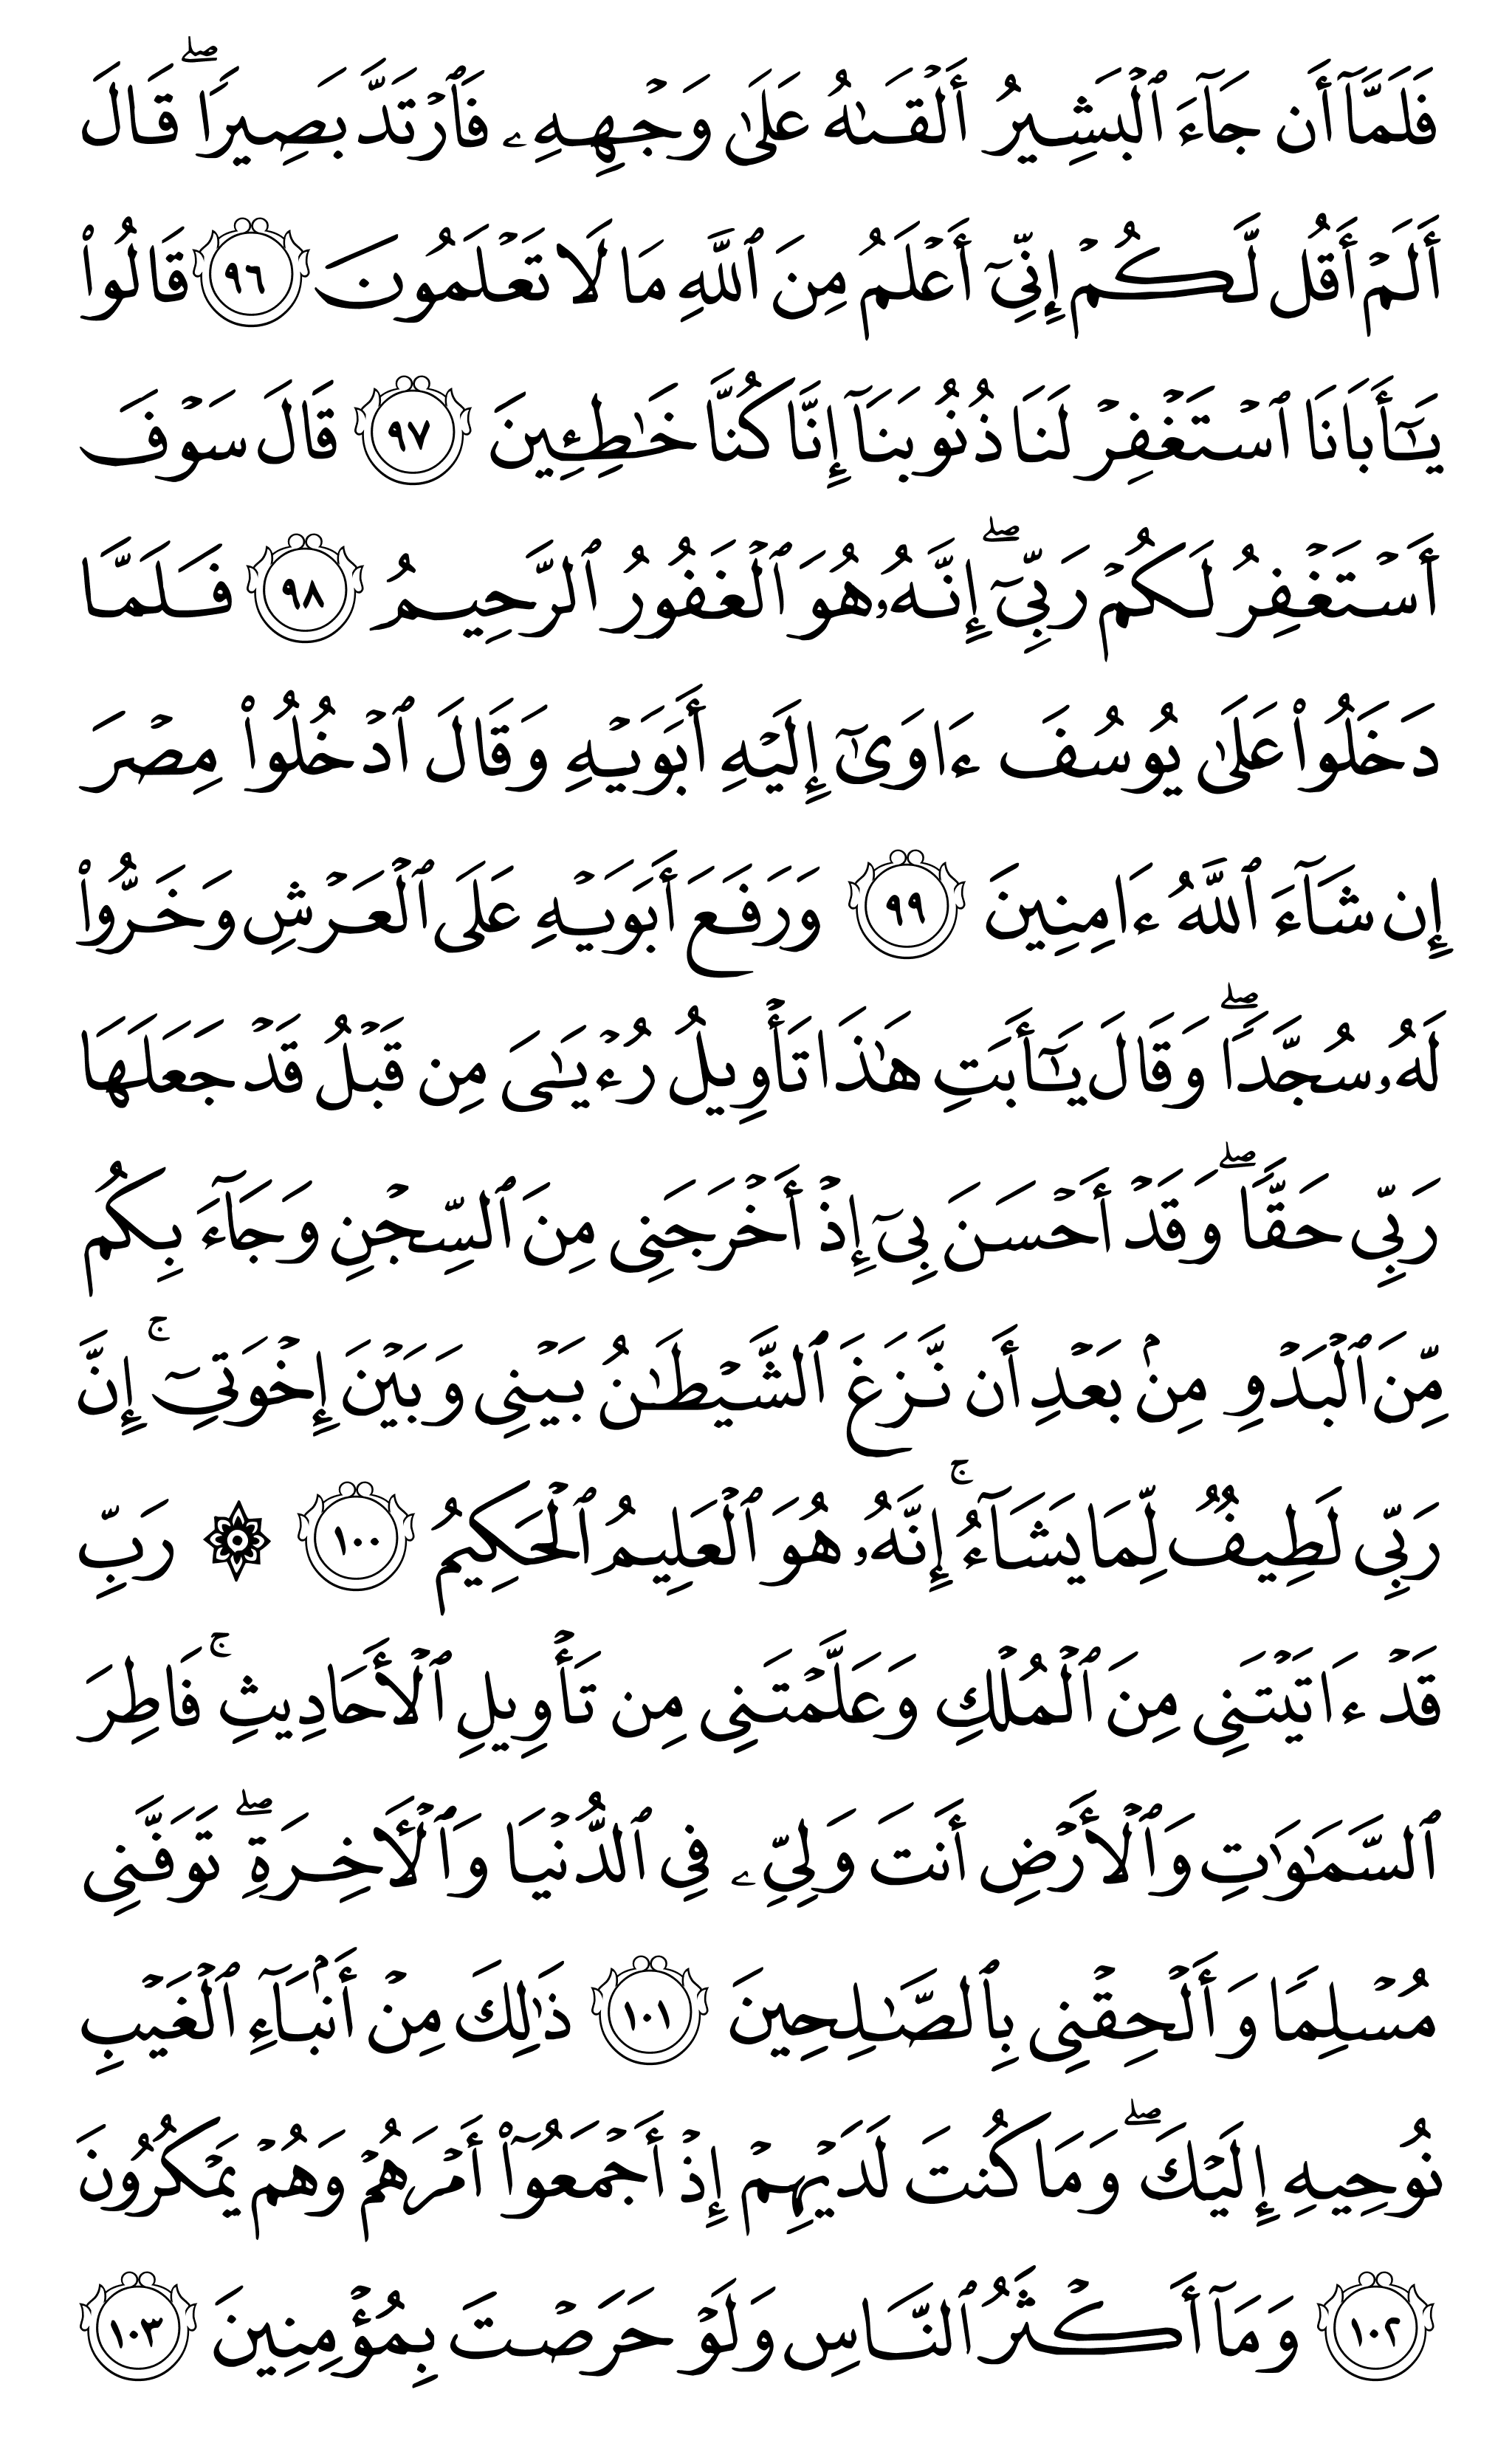 فَلَمَّآ أَن جَآءَ ٱلۡبَشِيرُ أَلۡقَىٰهُ عَلَىٰ وَجۡهِهِۦ فَٱرۡتَدَّ بَصِيرٗاۖ قَالَ
أَلَمۡ أَقُل لَّكُمۡ إِنِّيٓ أَعۡلَمُ مِنَ ٱللَّهِ مَا لَا تَعۡلَمُونَ ٩٦ قَالُواْ
يَٰٓأَبَانَا ٱسۡتَغۡفِرۡ لَنَا ذُنُوبَنَآ إِنَّا كُنَّا خَٰطِـِٔينَ ٩٧ قَالَ سَوۡفَ
أَسۡتَغۡفِرُ لَكُمۡ رَبِّيٓۖ إِنَّهُۥ هُوَ ٱلۡغَفُورُ ٱلرَّحِيمُ ٩٨ فَلَمَّا
دَخَلُواْ عَلَىٰ يُوسُفَ ءَاوَىٰٓ إِلَيۡهِ أَبَوَيۡهِ وَقَالَ ٱدۡخُلُواْ مِصۡرَ
إِن شَآءَ ٱللَّهُ ءَامِنِينَ ٩٩ وَرَفَعَ أَبَوَيۡهِ عَلَى ٱلۡعَرۡشِ وَخَرُّواْ
لَهُۥ سُجَّدٗاۖ وَقَالَ يَٰٓأَبَتِ هَٰذَا تَأۡوِيلُ رُءۡيَٰيَ مِن قَبۡلُ قَدۡ جَعَلَهَا
رَبِّي حَقّٗاۖ وَقَدۡ أَحۡسَنَ بِيٓ إِذۡ أَخۡرَجَنِي مِنَ ٱلسِّجۡنِ وَجَآءَ بِكُم
مِّنَ ٱلۡبَدۡوِ مِنۢ بَعۡدِ أَن نَّزَغَ ٱلشَّيۡطَٰنُ بَيۡنِي وَبَيۡنَ إِخۡوَتِيٓۚ إِنَّ
رَبِّي لَطِيفٞ لِّمَا يَشَآءُۚ إِنَّهُۥ هُوَ ٱلۡعَلِيمُ ٱلۡحَكِيمُ ١٠٠ ۞ رَبِّ
قَدۡ ءَاتَيۡتَنِي مِنَ ٱلۡمُلۡكِ وَعَلَّمۡتَنِي مِن تَأۡوِيلِ ٱلۡأَحَادِيثِۚ فَاطِرَ
ٱلسَّمَٰوَٰتِ وَٱلۡأَرۡضِ أَنتَ وَلِيِّۦ فِي ٱلدُّنۡيَا وَٱلۡأٓخِرَةِۖ تَوَفَّنِي
مُسۡلِمٗا وَأَلۡحِقۡنِي بِٱلصَّٰلِحِينَ ١٠١ ذَٰلِكَ مِنۡ أَنۢبَآءِ ٱلۡغَيۡبِ
نُوحِيهِ إِلَيۡكَۖ وَمَا كُنتَ لَدَيۡهِمۡ إِذۡ أَجۡمَعُوٓاْ أَمۡرَهُمۡ وَهُمۡ يَمۡكُرُونَ
١٠٢ وَمَآ أَكۡثَرُ ٱلنَّاسِ وَلَوۡ حَرَصۡتَ بِمُؤۡمِنِينَ ١٠٣